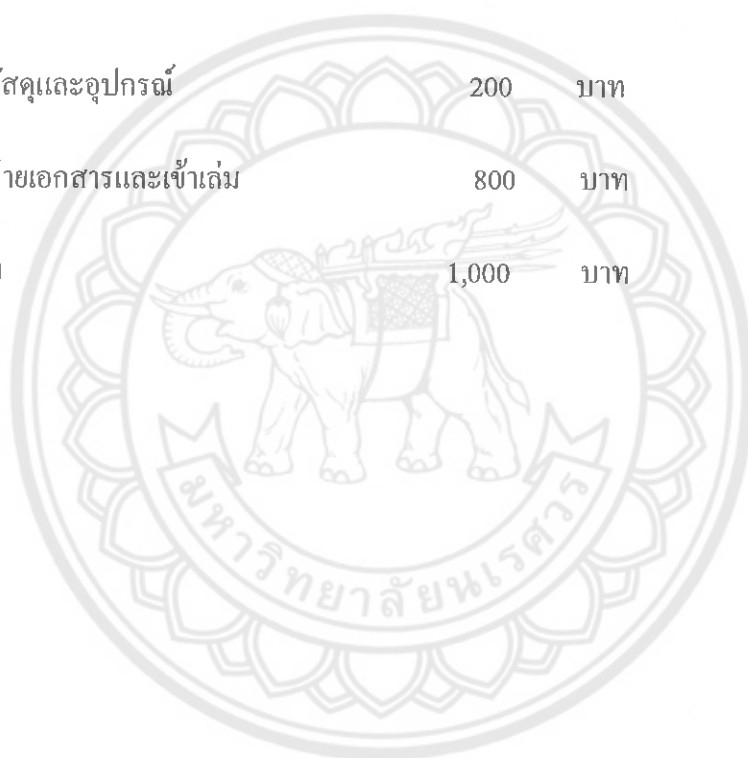 สดุและอุปกรณ์ 200 บาท
ายเอกสารและเข้าเล่ม 800 บาท
1,000 บาท
มหาวิทยาลัยนเรศวร